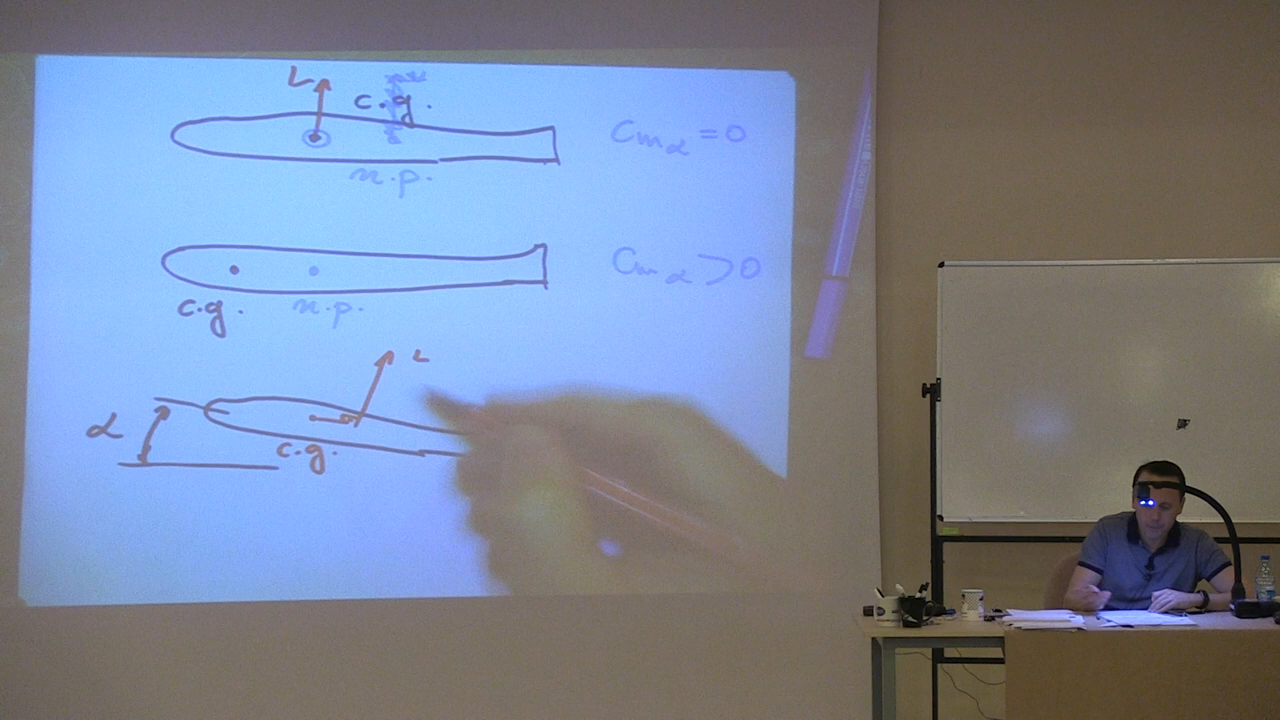 L
c.g.
Cmα = 0
n.p.
Cmα > 0
c.g. n.p.
L
α
c.g.